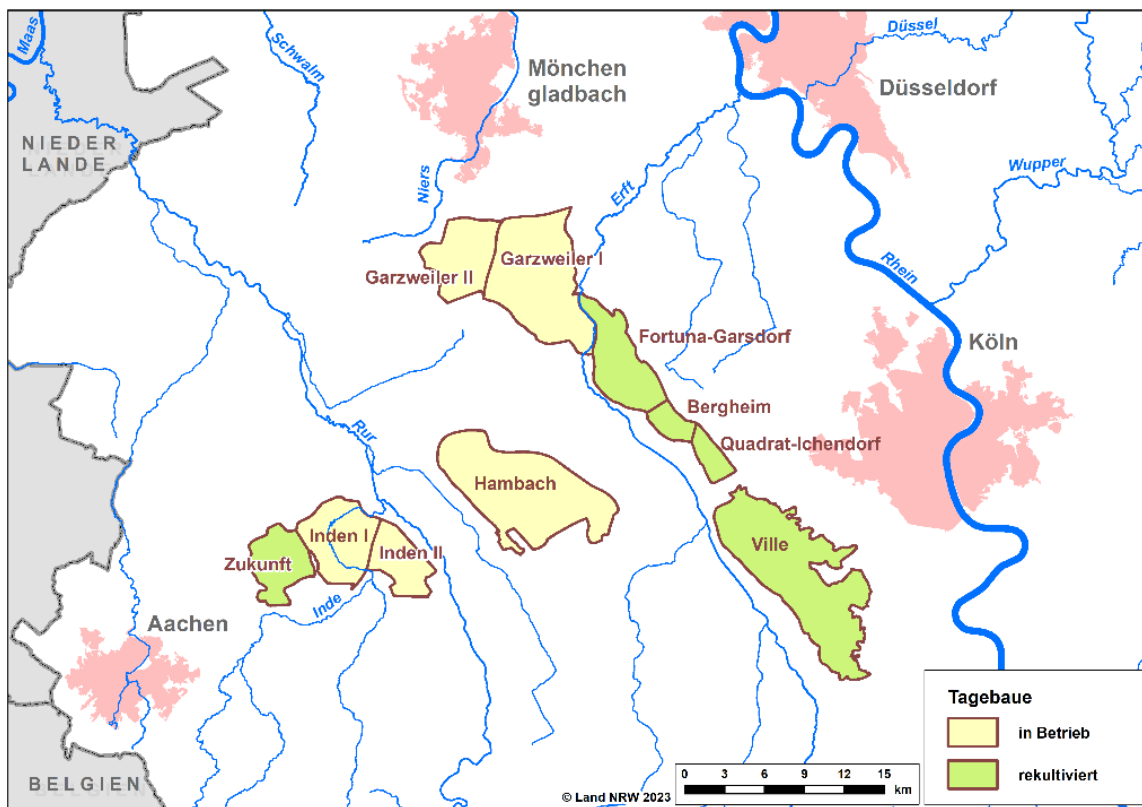 Maas
Schwalm
Mönchen
gladbach
Düssel
Düsseldorf
NIEDER
LANDE
Niers
Erft
Wupper
Rhein
Garzweiler I
Garzweiler II
Fortuna-Garsdorf
Köln
Bergheim
Quadrat-Ichendorf
Rur
Hambach
Inden I
Inden II
Zukunft
Ville
Inde
Aachen
BELGIEN
Tagebaue
in Betrieb
rekultiviert
0 3 6 9 12 15
km
© Land NRW 2023